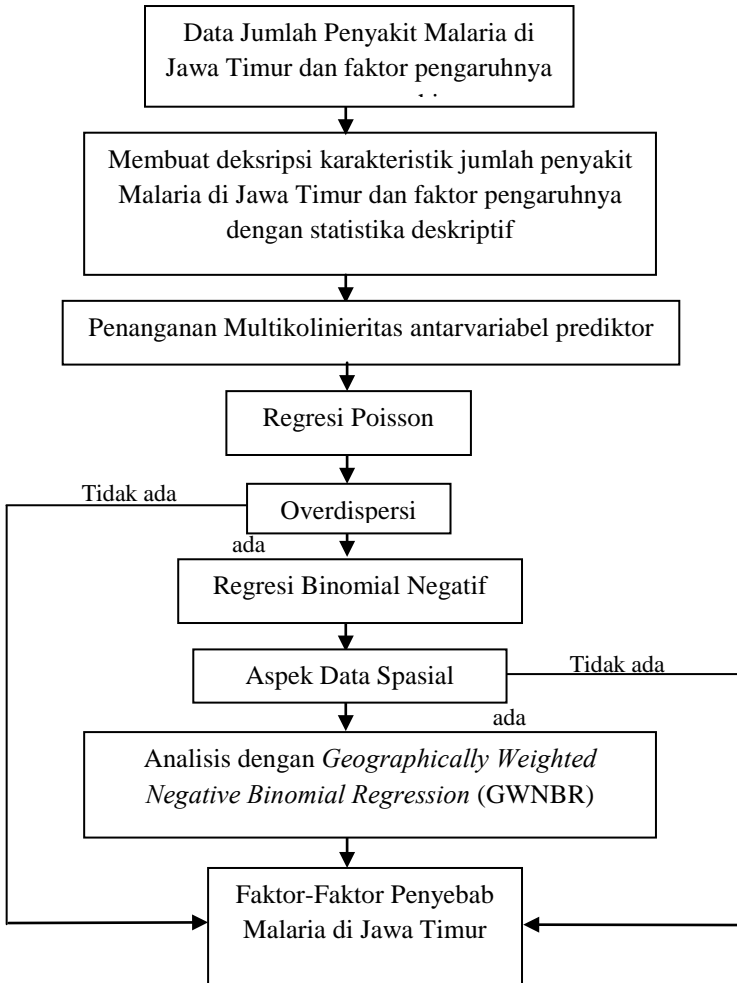 Data Jumlah Penyakit Malaria di
Jawa Timur dan faktor pengaruhnya
Membuat deksripsi karakteristik jumlah penyakit
Malaria di Jawa Timur dan faktor pengaruhnya
dengan statistika deskriptif
Penanganan Multikolinieritas antarvariabel prediktor
Regresi Poisson
Tidak ada
Overdispersi
ada
Regresi Binomial Negatif
Aspek Data Spasial
Tidak ada
ada
Analisis dengan Geographically Weighted
Negative Binomial Regression (GWNBR)
Faktor-Faktor Penyebab
Malaria di Jawa Timur